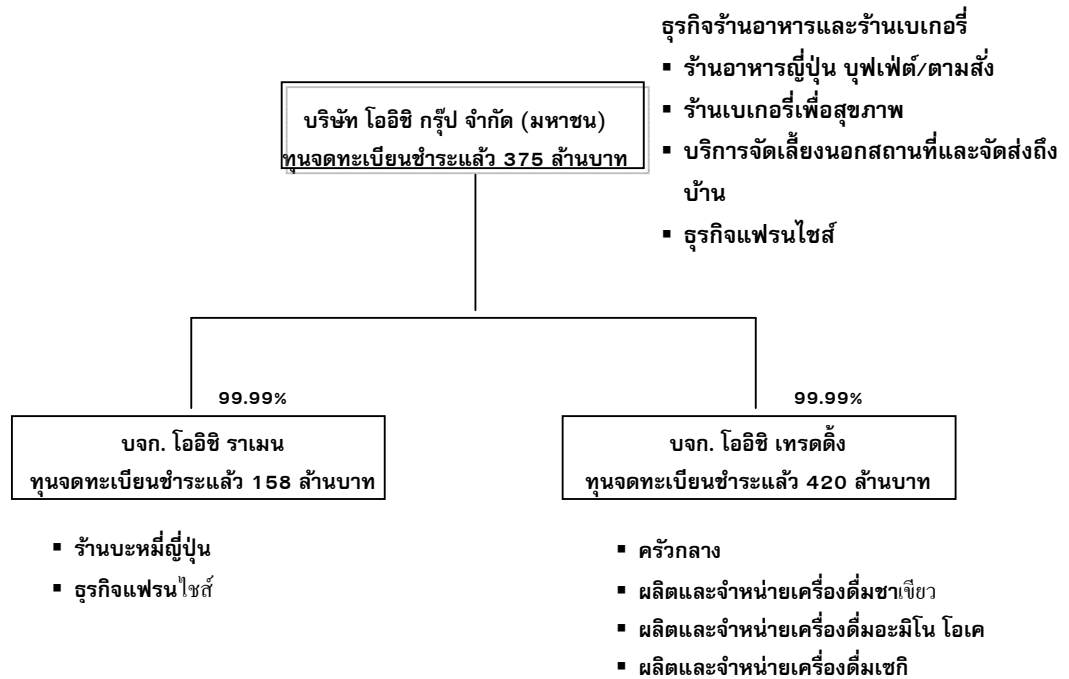 ธุรกิจร้านอาหารและร้านเบเกอรี่
▪ ร้านอาหารญี่ปุ่น บุฟเฟ่ต์/ตามสั่ง
▪ ร้านเบเกอรี่เพื่อสุขภาพ
▪ บริการจัดเลี้ยงนอกสถานที่และจัดส่งถึง
บ้าน
▪ ธุรกิจแฟรนไชส์
บริษัท โออิชิ กรุ๊ป จำกัด (มหาชน)
ทุนจดทะเบียนชำระแล้ว 375 ล้านบาท
99.99%
บจก. โออิชิ ราเมน
ทุนจดทะเบียนชำระแล้ว 158 ล้านบาท
▪ ร้านบะหมี่ญี่ปุ่น
▪ ธุรกิจแฟรนไชส์
99.99%
บจก. โออิชิ เทรดดิ้ง
ทุนจดทะเบียนชำระแล้ว 420 ล้านบาท
▪ ครัวกลาง
▪ ผลิตและจำหน่ายเครื่องดื่มชาเขียว
▪ ผลิตและจำหน่ายเครื่องดื่มอะมิโน โอเค
▪ ผลิตและจำหน่ายเครื่องดื่มเซกิ